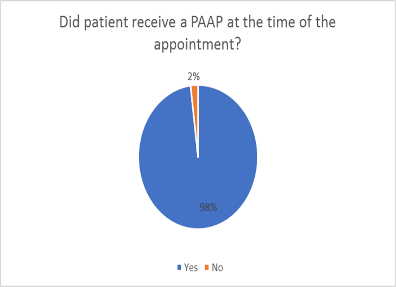 Did patient receive a PAAP at the time of the
appointment?
2%
98%
Yes No